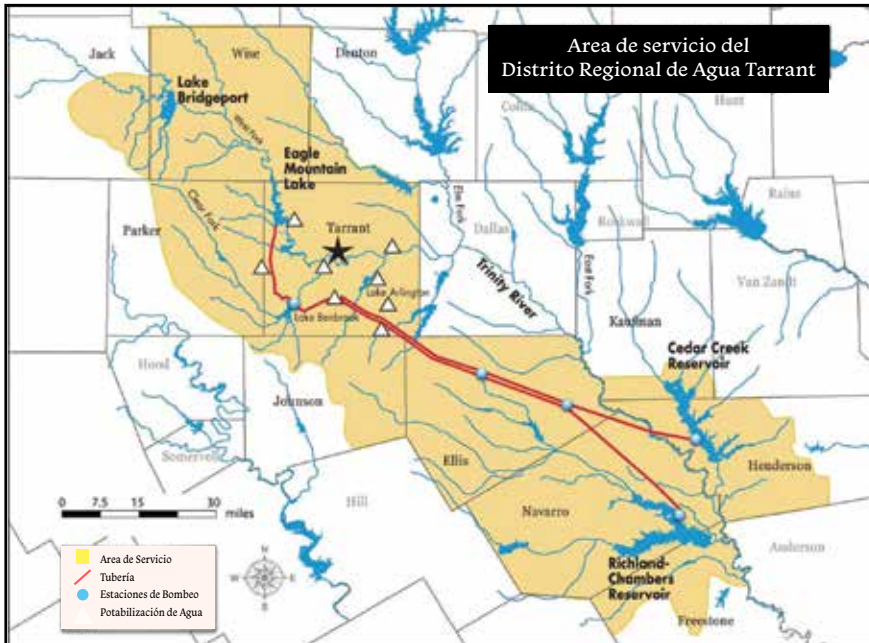 Area de servicio del
Distrito Regional de Agua Tarrant
Jack
Wise
Denton
Collin
Hunt
Lake
Bridgeport
West Fork
Eagle
Mountain
Lake
Elm Fork
Clear Fork
Parker
Tarrant
Dallas
Rockwall
Rains
East Fork
Trinity River
Lake Arlington
Lake Benbrook
Kaufman
Van Zandt
Cedar Creek
Reservoir
Hood
Johnson
Somervell
Ellis
Henderson
Hill
Navarro
Anderson
Richland-
Chambers
Reservoir
Freestone
0 7.5 15 30
miles
N
W E
S
Area de Servicio
Tubería
Estaciones de Bombeo
Potabilización de Agua